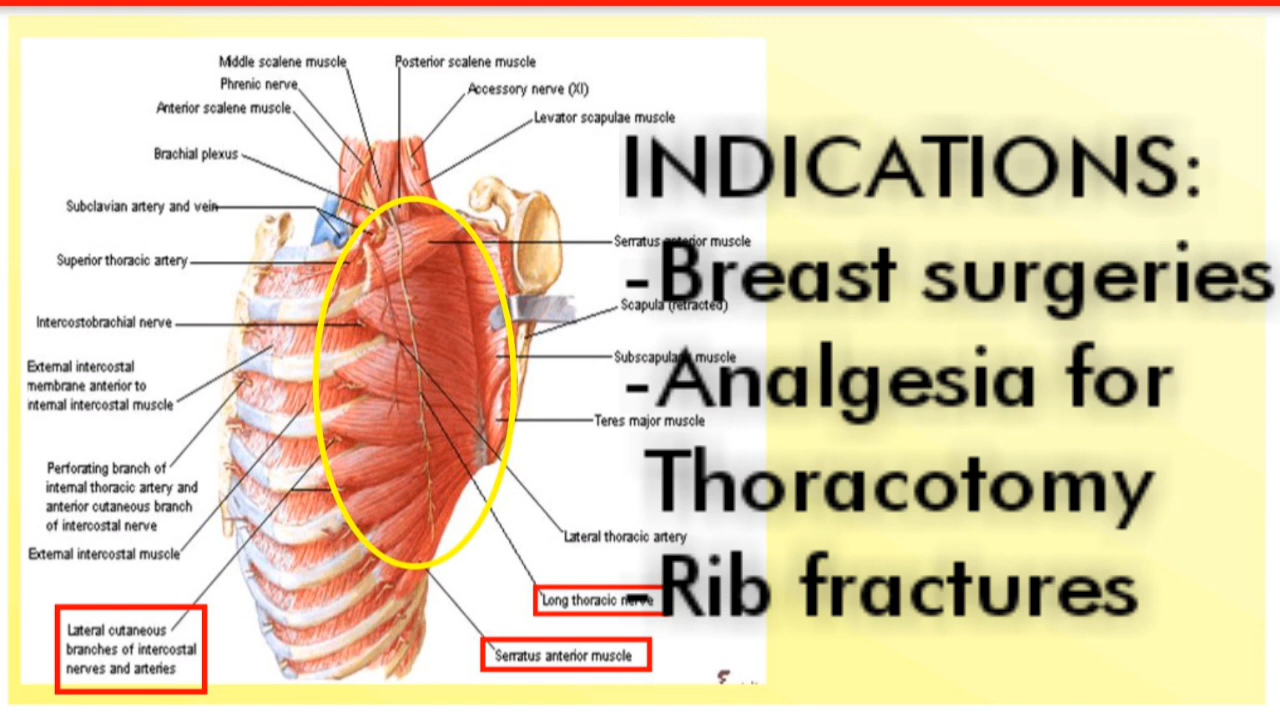 Middle scalene muscle
Posterior scalene muscle
Phrenic nerve
Accessory nerve (XI)
Anterior scalene muscle
Levator scapulae muscle
Brachial plexus
Subclavian artery and vein
Superior thoracic artery
Intercostobrachial nerve
External intercostal
membrane anterior to
internal intercostal muscle
Perforating branch of
internal thoracic artery and
anterior cutaneous branch
of intercostal nerve
External intercostal muscle
Lateral cutaneous
branches of intercostal
nerves and arteries
Serratus anterior muscle
Scapula (retracted)
Subscapularis muscle
Teres major muscle
Lateral thoracic artery
Long thoracic nerve
Serratus anterior muscle
INDICATIONS:
-Breast surgeries
-Analgesia for
Thoracotomy
-Rib fractures